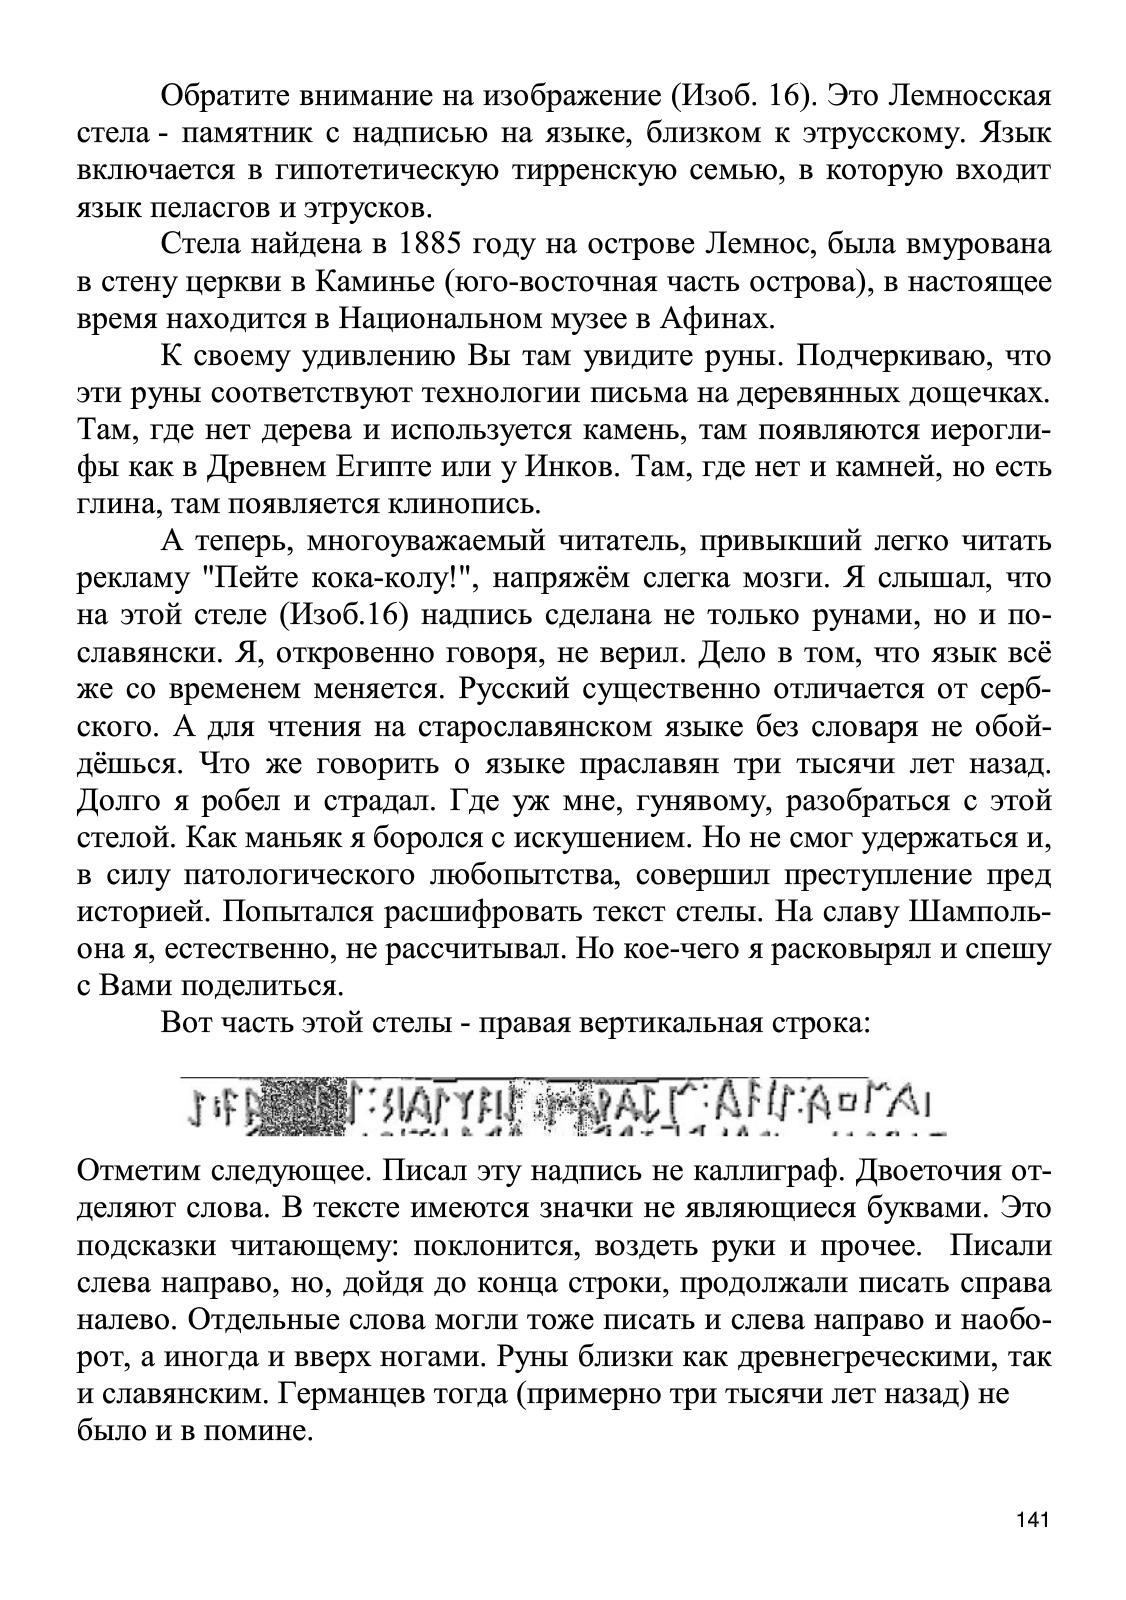 Обратите внимание на изображение (Изоб. 16). Это Лемносская
стела - памятник с надписью на языке, близком к этрусскому. Язык
включается в гипотетическую тирренскую семью, в которую входит
язык пеласгов и этрусков.
Стела найдена в 1885 году на острове Лемнос, была вмурована
в стену церкви в Каминье (юго-восточная часть острова), в настоящее
время находится в Национальном музее в Афинах.
К своему удивлению Вы там увидите руны. Подчеркиваю, что
эти руны соответствуют технологии письма на деревянных дощечках.
Там, где нет дерева и используется камень, там появляются иерогли-
фы как в Древнем Египте или у Инков. Там, где нет и камней, но есть
глина, там появляется клинопись.
А теперь, многоуважаемый читатель, привыкший легко читать
рекламу "Пейте кока-колу!", напряжём слегка мозги. Я слышал, что
на этой стеле (Изоб.16) надпись сделана не только рунами, но и по-
славянски. Я, откровенно говоря, не верил. Дело в том, что язык всё
же со временем меняется. Русский существенно отличается от серб-
ского. А для чтения на старославянском языке без словаря не обой-
дёшься. Что же говорить о языке праславян три тысячи лет назад.
Долго я робел и страдал. Где уж мне, гунявому, разобраться с этой
стелой. Как маньяк я боролся с искушением. Но не смог удержаться и,
в силу патологического любопытства, совершил преступление пред
историей. Попытался расшифровать текст стелы. На славу Шамполь-
она я, естественно, не рассчитывал. Но кое-чего я расковырял и спешу
с Вами поделиться.
Вот часть этой стелы - правая вертикальная строка:
Отметим следующее. Писал эту надпись не каллиграф. Двоеточия от-
деляют слова. В тексте имеются значки не являющиеся буквами. Это
подсказки читающему: поклонится, воздеть руки и прочее. Писали
слева направо, но, дойдя до конца строки, продолжали писать справа
налево. Отдельные слова могли тоже писать и слева направо и наобо-
рот, а иногда и вверх ногами. Руны близки как древнегреческими, так
и славянским. Германцев тогда (примерно три тысячи лет назад) не
было и в помине.
141